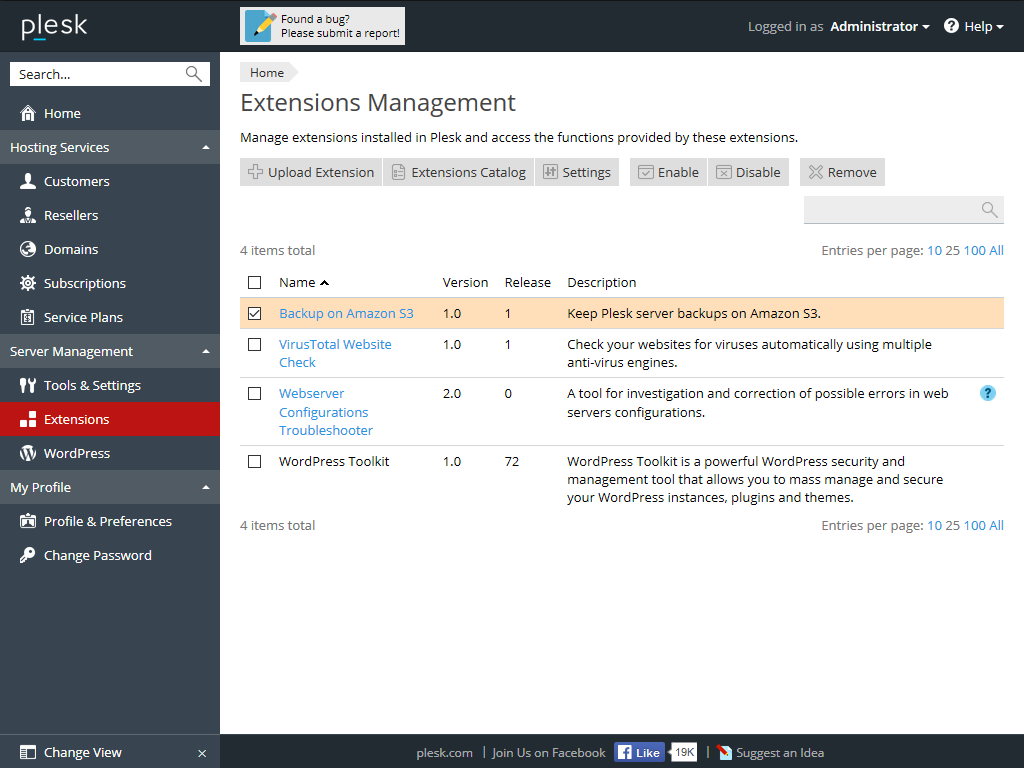 plesk
Found a bug?
Please submit a report!
Logged in as Administrator
Help
Search...
Home
Hosting Services
Customers
Resellers
Domains
Subscriptions
Service Plans
Server Management
Tools & Settings
Extensions
WordPress
My Profile
Profile & Preferences
Change Password
Change View
Home
Extensions Management
Manage extensions installed in Plesk and access the functions provided by these extensions.
Upload Extension Extensions Catalog Settings Enable Disable Remove
4 items total Entries per page: 10 25 100 All
Name Version Release Description
Backup on Amazon S3 1.0 1 Keep Plesk server backups on Amazon S3.
VirusTotal Website 1.0 1 Check your websites for viruses automatically using multiple
Check anti-virus engines.
Webserver 2.0 0 A tool for investigation and correction of possible errors in web ?
Configurations servers configurations.
Troubleshooter
WordPress Toolkit 1.0 72 WordPress Toolkit is a powerful WordPress security and
management tool that allows you to mass manage and secure
your WordPress instances, plugins and themes.
4 items total Entries per page: 10 25 100 All
plesk.com | Join Us on Facebook f Like 19K | Suggest an Idea